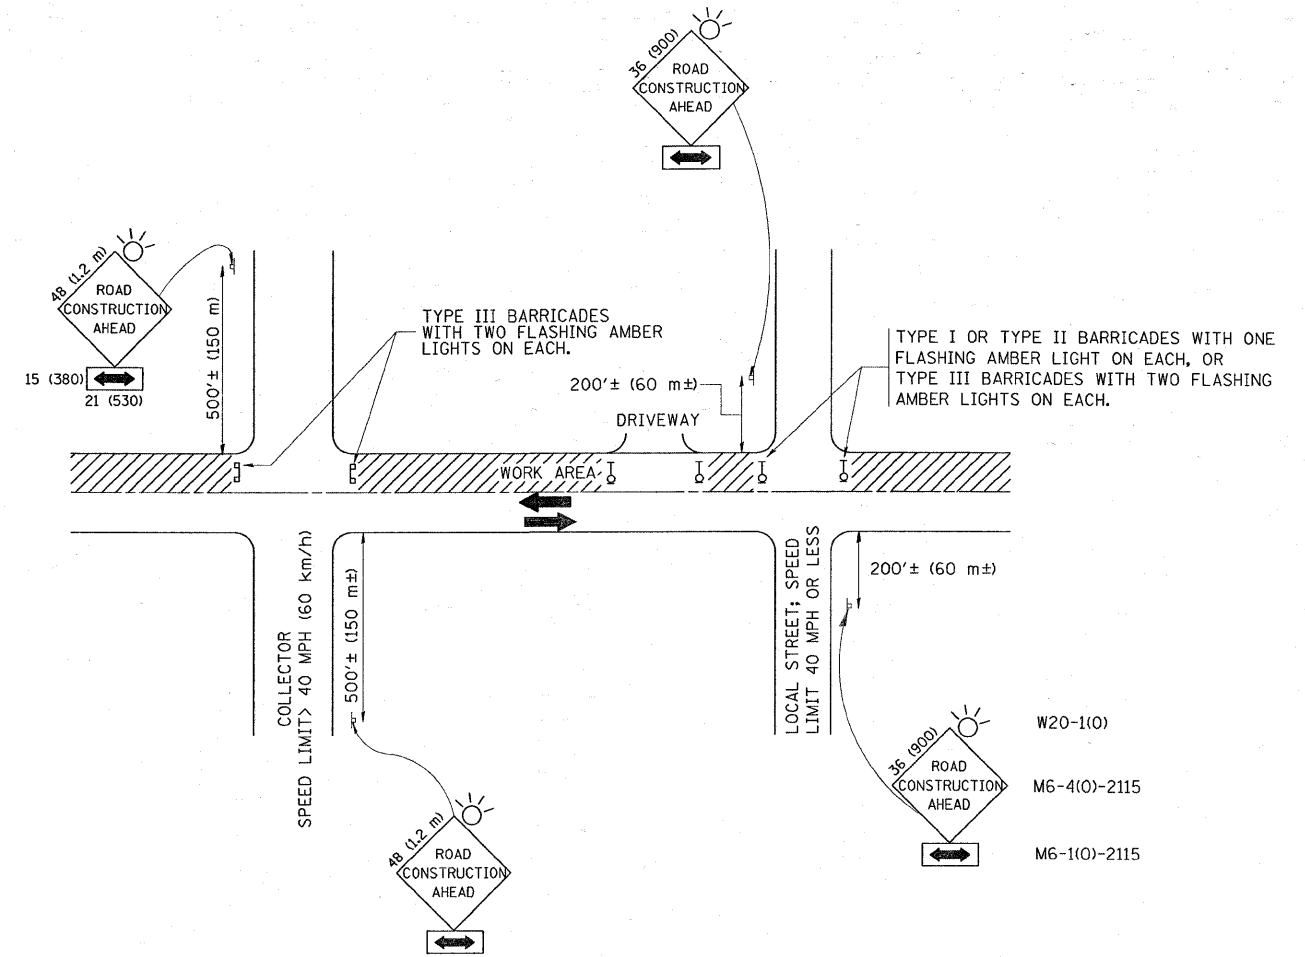 36 (900)
ROAD
CONSTRUCTION
AHEAD
48 (1.2 m)
ROAD
CONSTRUCTION
AHEAD
15 (380)
21 (530)
500'± (150 m)
TYPE III BARRICADES
WITH TWO FLASHING AMBER
LIGHTS ON EACH.
200'± (60 m±)
DRIVEWAY
TYPE I OR TYPE II BARRICADES WITH ONE
FLASHING AMBER LIGHT ON EACH, OR
TYPE III BARRICADES WITH TWO FLASHING
AMBER LIGHTS ON EACH.
WORK AREA
COLLECTOR
SPEED LIMIT> 40 MPH (60 km/h)
500'± (150 m±)
LOCAL STREET; SPEED
LIMIT 40 MPH OR LESS
200'± (60 m±)
36 (900)
ROAD
CONSTRUCTION
AHEAD
W20-1(O)
M6-4(O)-2115
M6-1(O)-2115
48 (1.2 m)
ROAD
CONSTRUCTION
AHEAD